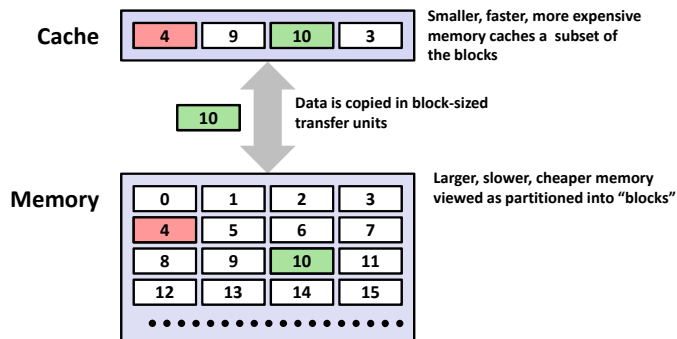 Cache
4 9 10 3
Smaller, faster, more expensive
memory caches a subset of
the blocks
10
Data is copied in block-sized
transfer units
Memory
0 1 2 3
4 5 6 7
8 9 10 11
12 13 14 15
Larger, slower, cheaper memory
viewed as partitioned into “blocks”